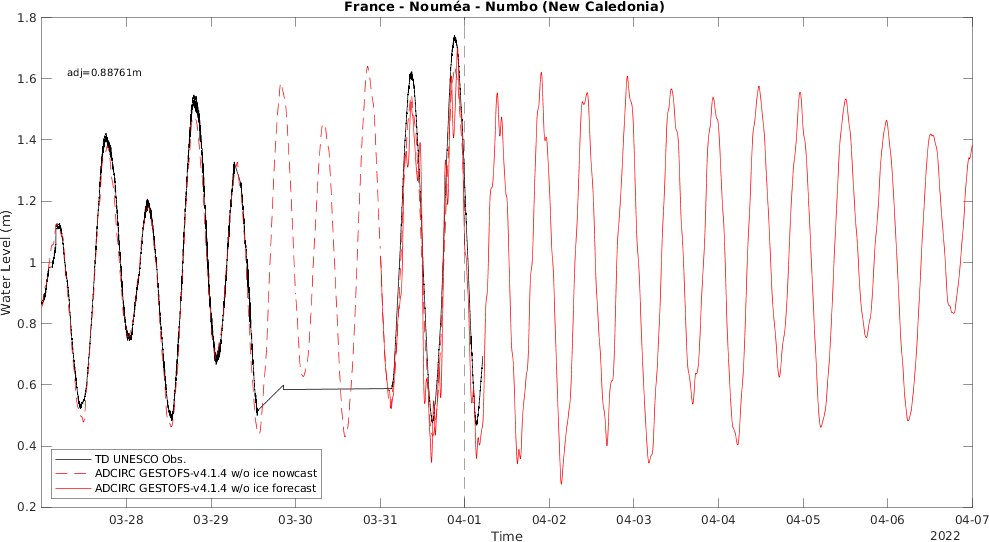 France - Nouméa - Numbo (New Caledonia)
1.8
1.6
1.4
1.2
1
0.8
0.6
0.4
0.2
Water Level (m)
adj=0.88761m
TD UNESCO Obs.
ADCIRC GESTOFS-v4.1.4 w/o ice nowcast
ADCIRC GESTOFS-v4.1.4 w/o ice forecast
03-28 03-29 03-30 03-31 04-01 04-02 04-03 04-04 04-05 04-06 04-07
Time
2022